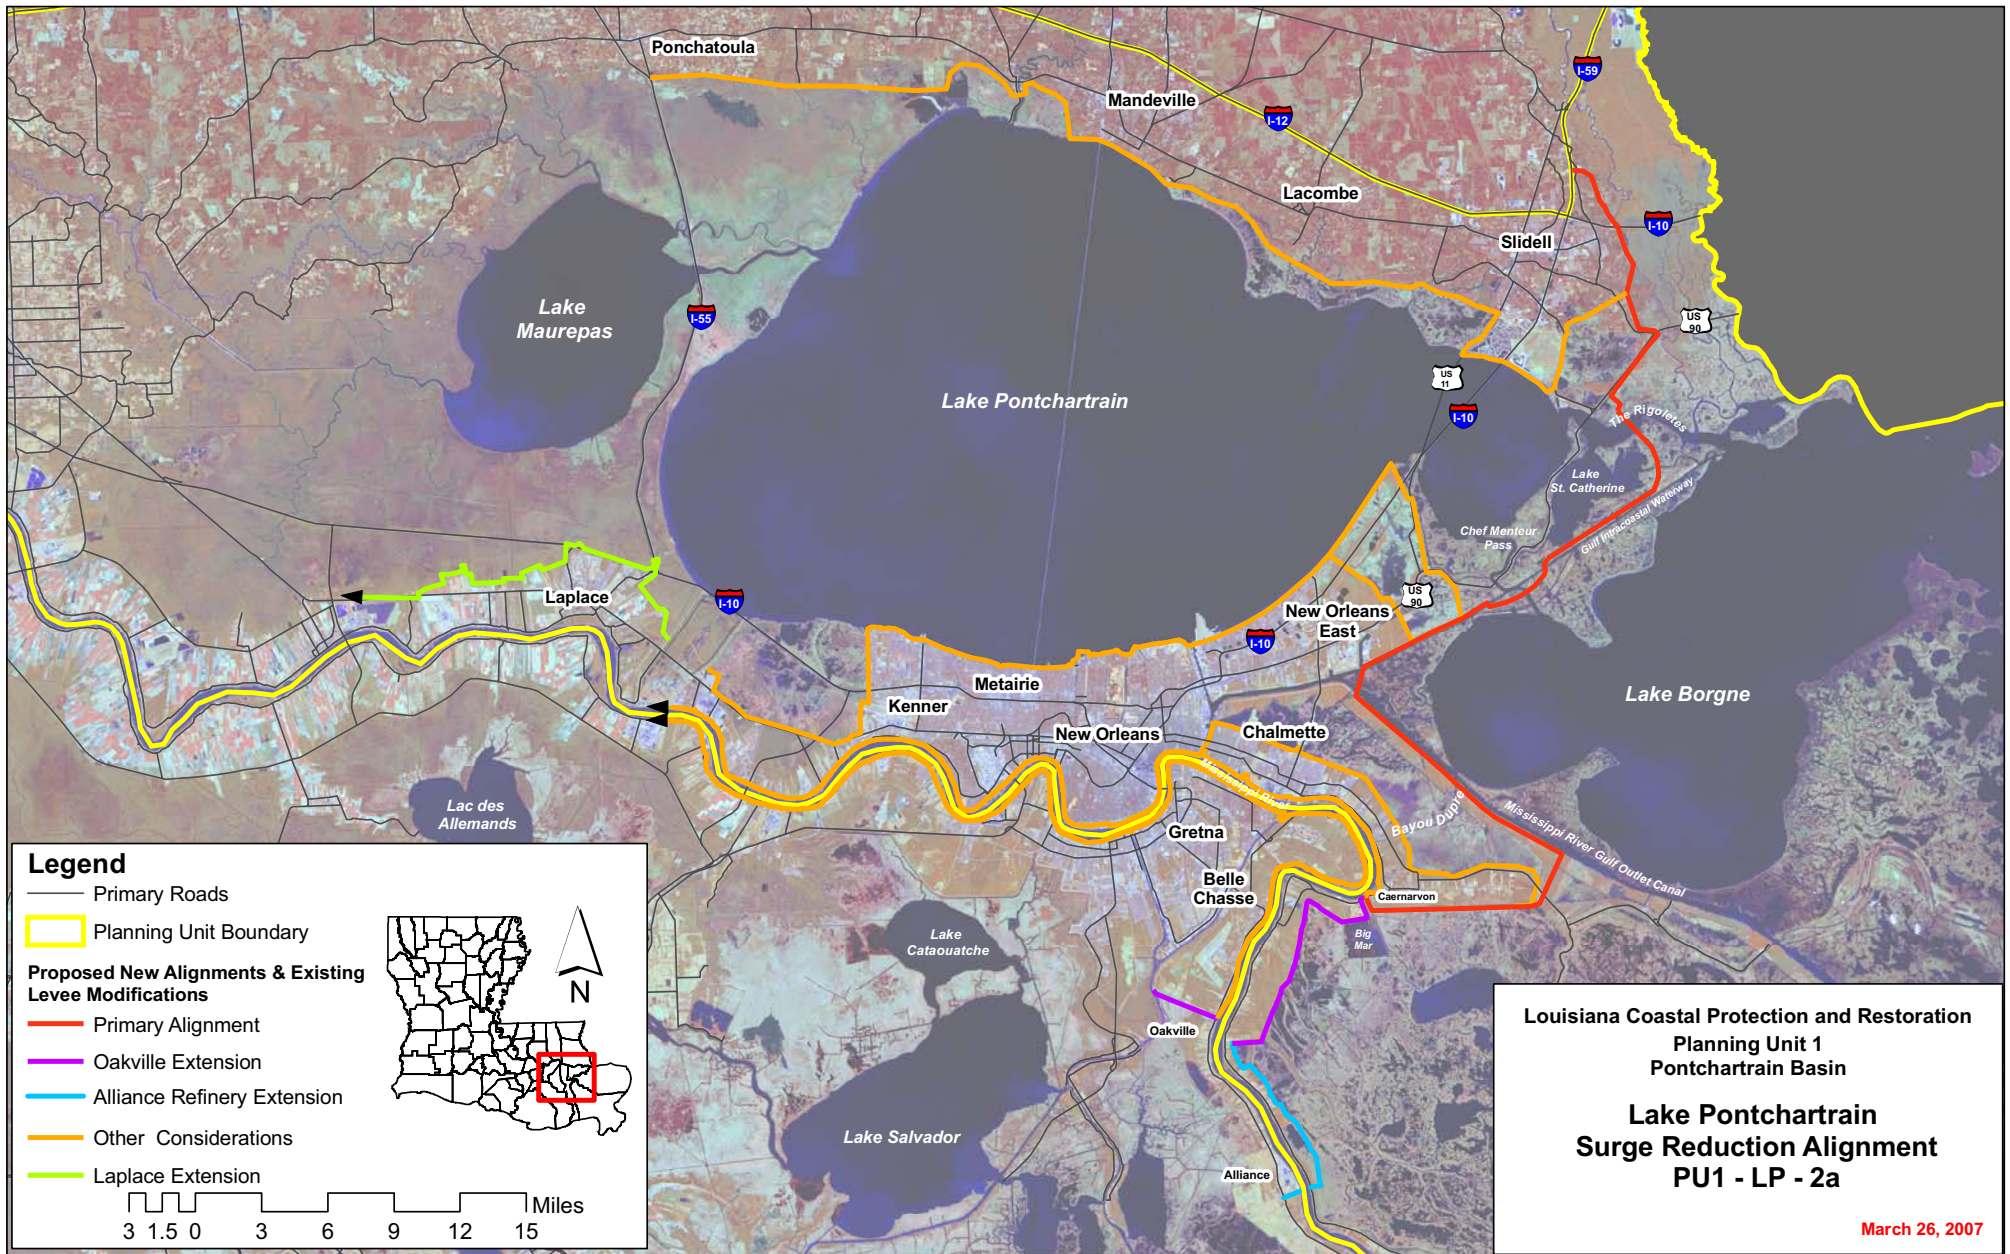 Ponchatoula
I-59
Mandeville
I-12
Lacombe
I-10
Slidell
Lake
Maurepas
I-55
US
90
US
11
Lake Pontchartrain
I-10
The Rigoletes
Lake
St. Catherine
Gulf Intracoastal Waterway
Chef Menteur
Pass
Laplace
I-10
US
90
New Orleans
East
I-10
Metairie
Kenner
Lake Borgne
New Orleans
Chalmette
Mississippi River
Lac des
Allemands
Gretna
Bayou Dupre
Mississippi River Gulf Outlet Canal
Belle
Chasse
Caernarvon
Big
Mar
Lake
Cataouatche
Oakville
Lake Salvador
Alliance
Legend
Primary Roads
Planning Unit Boundary
Proposed New Alignments & Existing
Levee Modifications
Primary Alignment
Oakville Extension
Alliance Refinery Extension
Other Considerations
Laplace Extension
N
Miles
3 1.5 0 3 6 9 12 15
Louisiana Coastal Protection and Restoration
Planning Unit 1
Pontchartrain Basin
Lake Pontchartrain
Surge Reduction Alignment
PU1 - LP - 2a
March 26, 2007